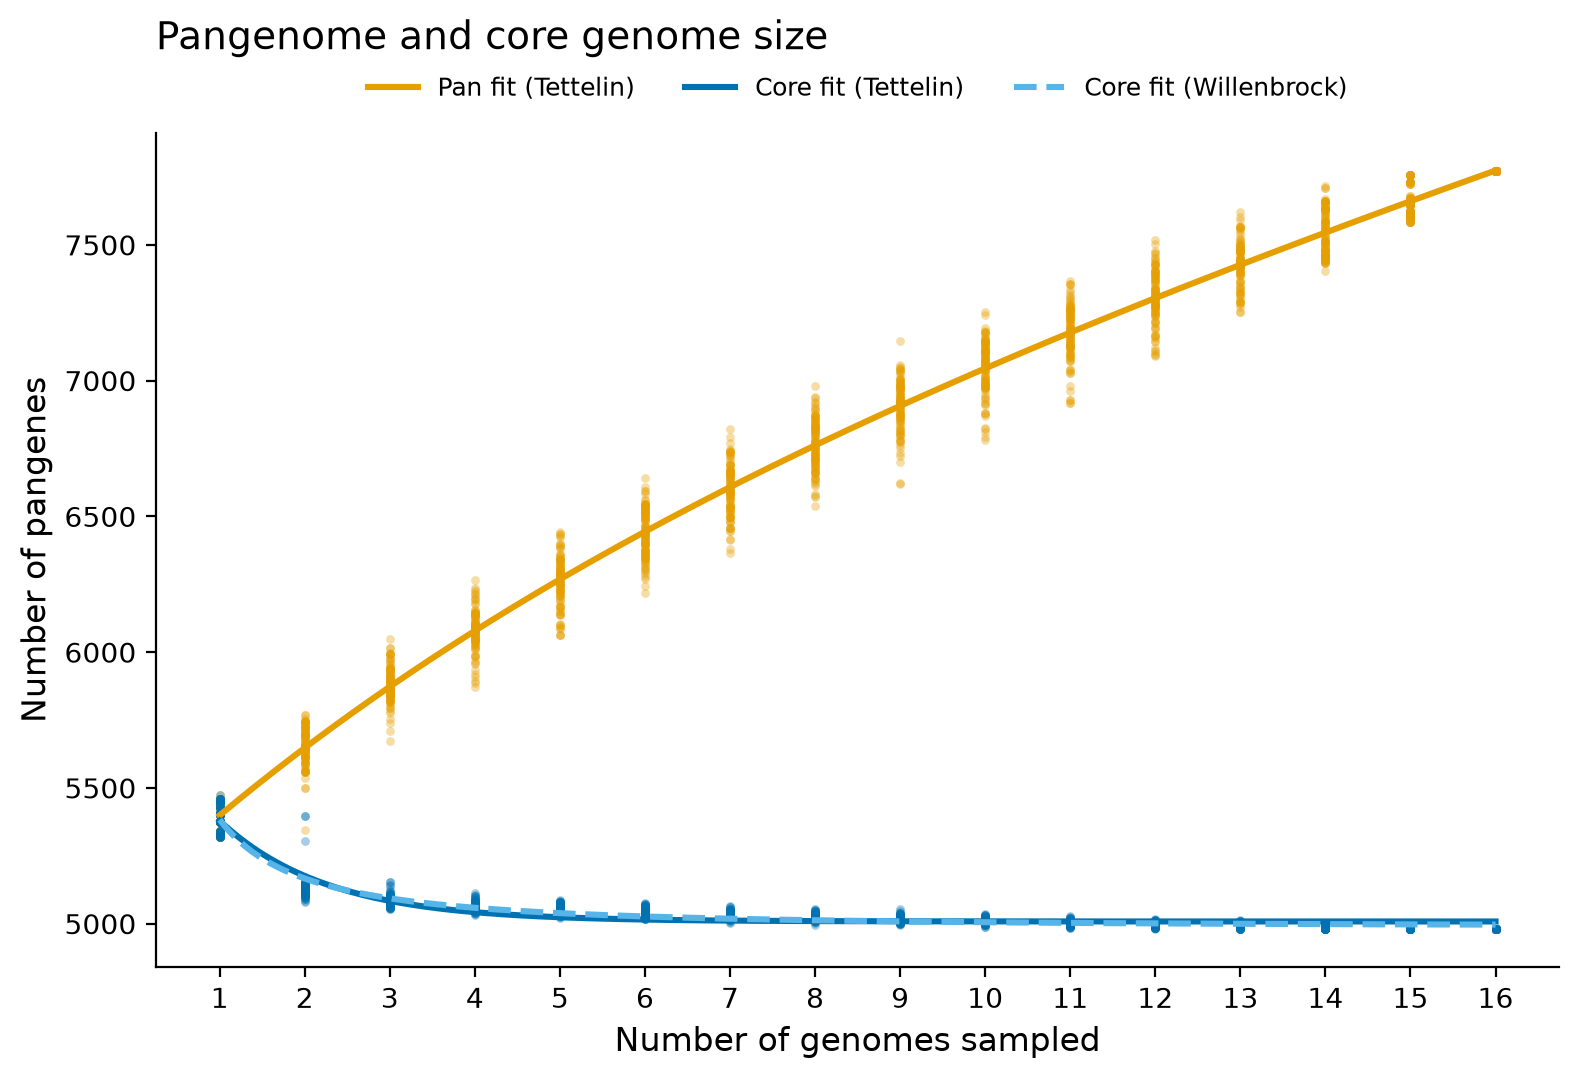 Pangenome and core genome size
Pan fit (Tettelin) Core fit (Tettelin) Core fit (Willenbrock)
Number of pangenes
7500
7000
6500
6000
5500
5000
1 2 3 4 5 6 7 8 9 10 11 12 13 14 15 16
Number of genomes sampled